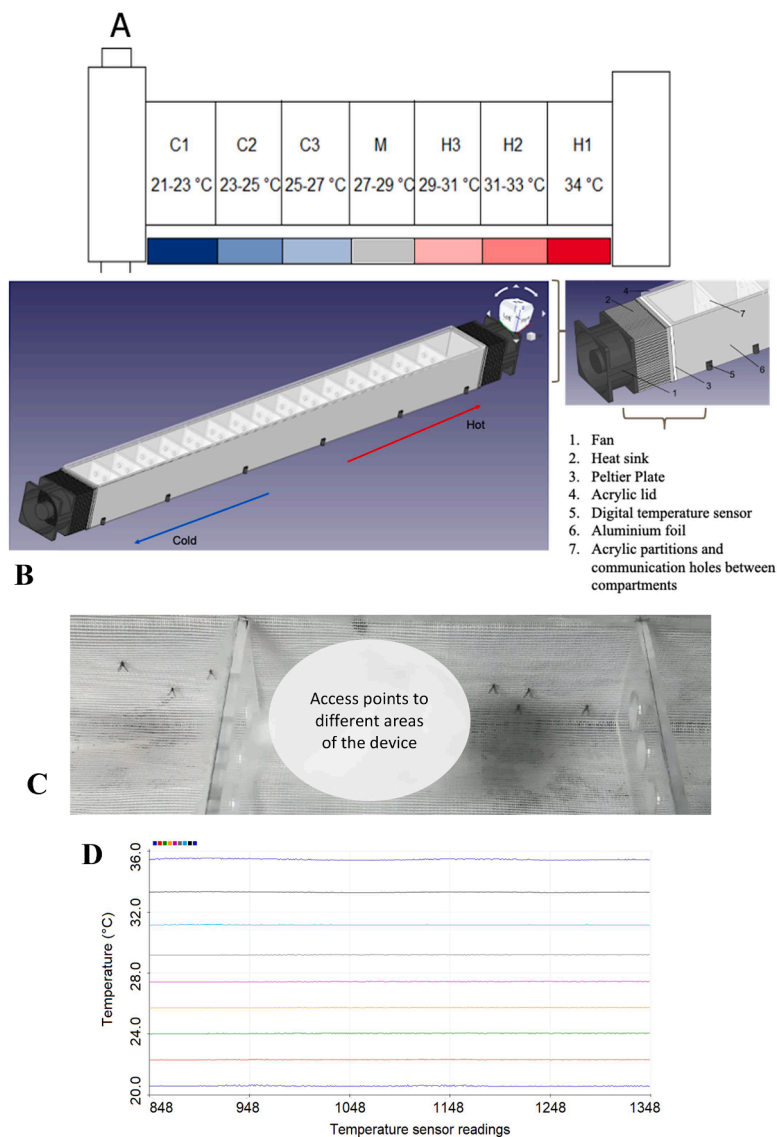 A
C1 C2 C3 M H3 H2 H1
21-23 °C 23-25 °C 25-27 °C 27-29 °C 29-31 °C 31-33 °C 34 °C
Hot
Cold
4
2
7
1
3
5
6
1. Fan
2. Heat sink
3. Peltier Plate
4. Acrylic lid
5. Digital temperature sensor
6. Aluminium foil
7. Acrylic partitions and
communication holes between
compartments
B
Access points to
different areas
of the device
C
D
Temperature (°C)
36.0
32.0
28.0
24.0
20.0
848 948 1048 1148 1248 1348
Temperature sensor readings